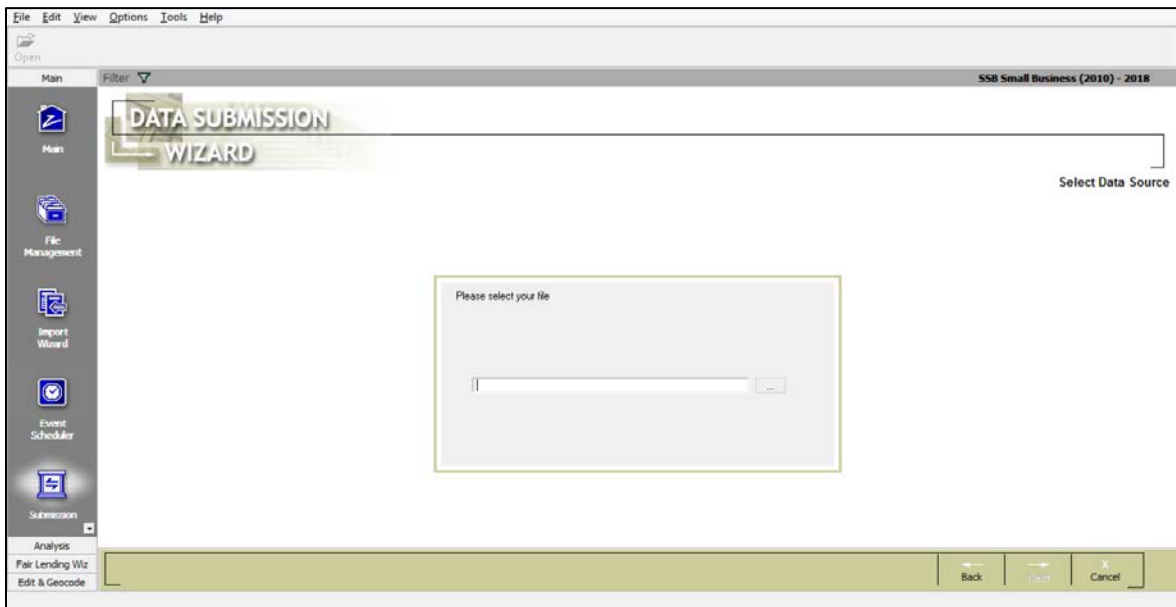 File Edit View Options Tools Help
Open
Main
Filter
SSB Small Business (2010) - 2018
DATA SUBMISSION
WIZARD
Main
Select Data Source
File
Management
Please select your file
Import
Wizard
...
Event
Scheduler
Submission
Analysis
Fair Lending Wiz
Edit & Geocode
Back
Next
X
Cancel